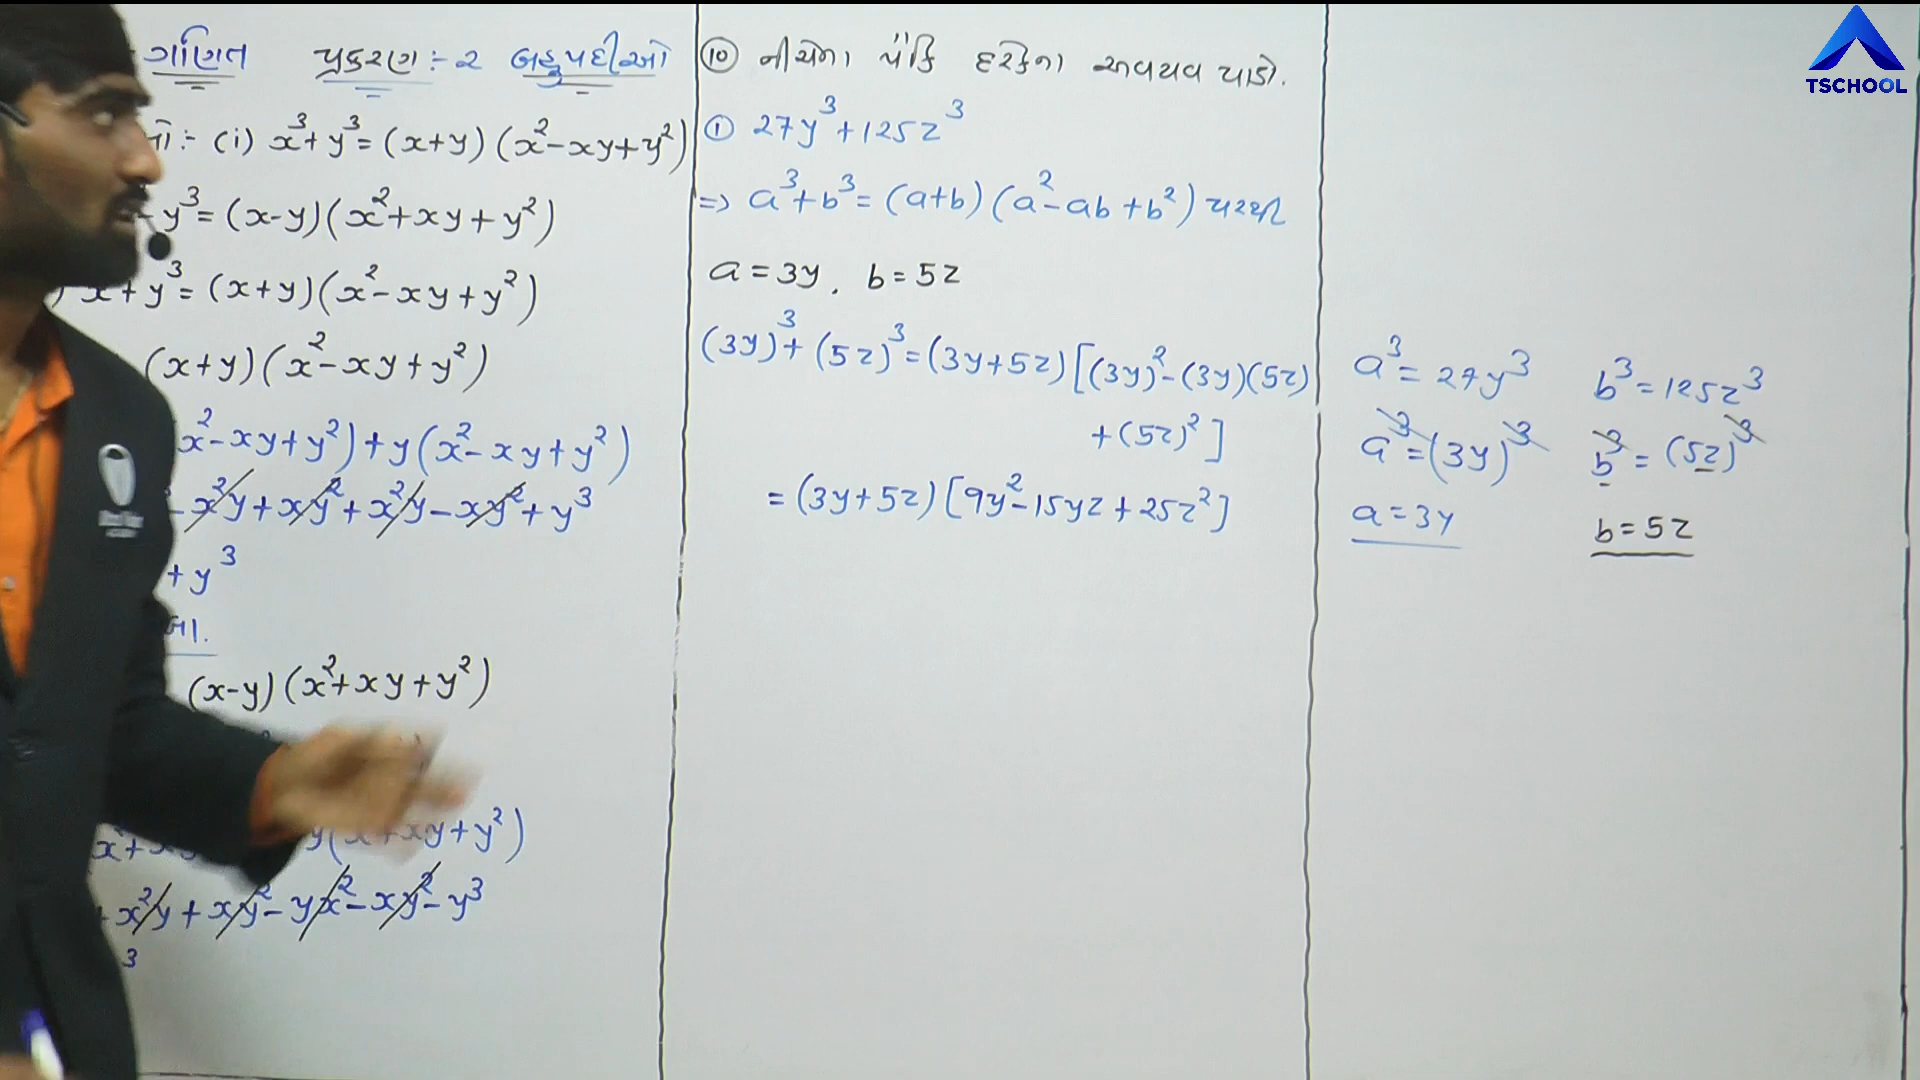 ગણિત પ્રકરણ :- ૨ બહુપદીઓ
(i) x³+y³=(x+y)(x²-xy+y²)
y³=(x-y)(x²+xy+y²)
x³+y³=(x+y)(x²-xy+y²)
(x+y)(x²-xy+y²)
x²-xy+y²)+y(x²-xy+y²)
-x²y+xy²+x²y-xy²+y³
+y³
(x-y)(x²+xy+y²)
xy+y²)
x²y+xy²-yx²-xy²-y³
3
⑩ નીચેના પૈકિ દરેકના અવયવ પાડો.
① 27y³+125z³
=> a³+b³=(a+b)(a²-ab+b²) પરથી
a=3y, b=5z
(3y)³+(5z)³=(3y+5z)[(3y)²-(3y)(5z)
+(5z)²]
=(3y+5z)[9y²-15yz+25z²]
a³=27y³ b³=125z³
a³=(3y)³ b³=(5z)³
a=3y b=5z
TSCHOOL